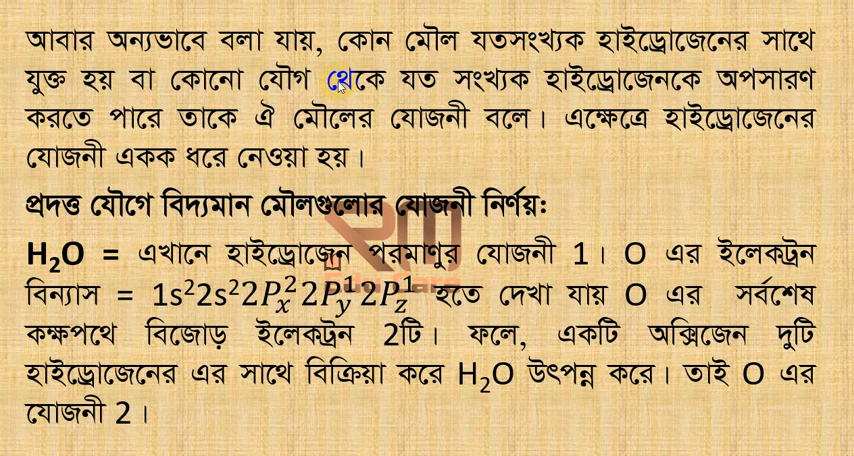 আবার অন্যভাবে বলা যায়, কোন মৌল যতসংখ্যক হাইড্রোজেনের সাথে
যুক্ত হয় বা কোনো যৌগ থেকে যত সংখ্যক হাইড্রোজেনকে অপসারণ
করতে পারে তাকে ঐ মৌলের যোজনী বলে। এক্ষেত্রে হাইড্রোজেনের
যোজনী একক ধরে নেওয়া হয়।
প্রদত্ত যৌগে বিদ্যমান মৌলগুলোর যোজনী নির্ণয়ঃ
H₂O = এখানে হাইড্রোজেন পরমাণুর যোজনী 1। O এর ইলেকট্রন
বিন্যাস = 1s²2s²2Pₓ²2Pᵧ¹2P_z¹ হতে দেখা যায় O এর সর্বশেষ
কক্ষপথে বিজোড় ইলেকট্রন 2টি। ফলে, একটি অক্সিজেন দুটি
হাইড্রোজেনের এর সাথে বিক্রিয়া করে H₂O উৎপন্ন করে। তাই O এর
যোজনী 2।